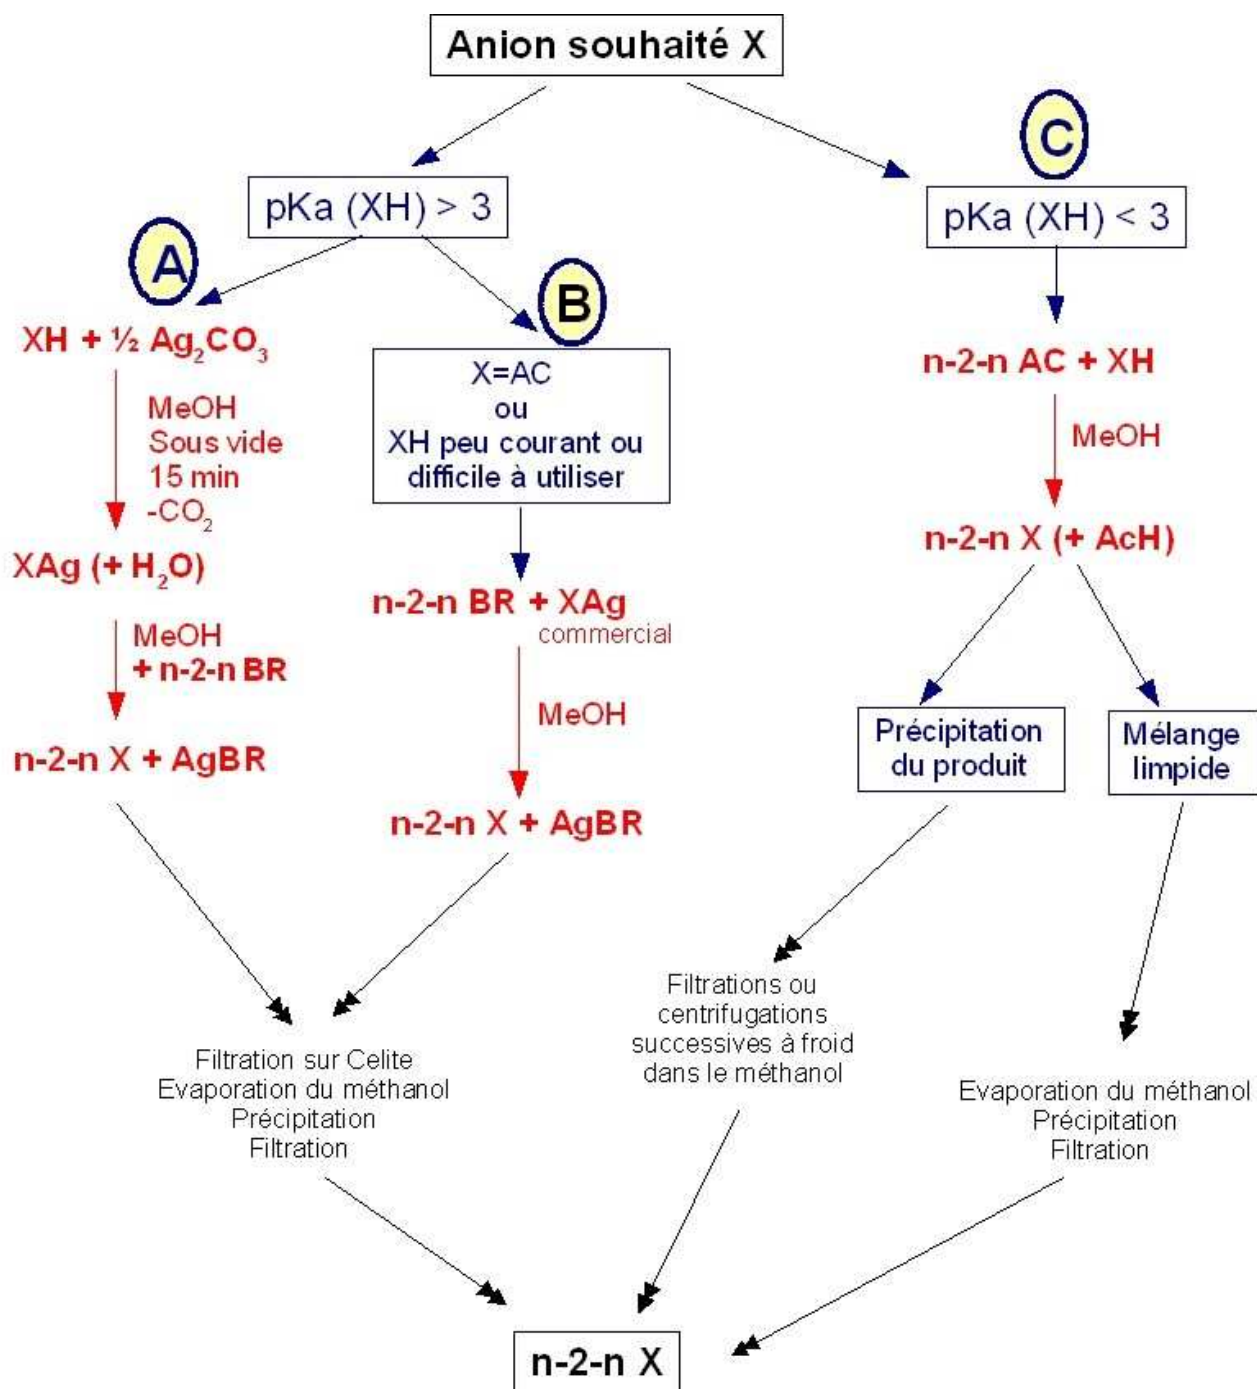 Anion souhaité X
pKa (XH) > 3
A
XH + ½ Ag₂CO₃
MeOH
Sous vide
15 min
-CO₂
XAg (+ H₂O)
MeOH
+ n-2-n BR
n-2-n X + AgBR
B
X=AC
ou
XH peu courant ou
difficile à utiliser
n-2-n BR + XAg
commercial
MeOH
n-2-n X + AgBR
Filtration sur Celite
Evaporation du méthanol
Précipitation
Filtration
C
pKa (XH) < 3
n-2-n AC + XH
MeOH
n-2-n X (+ AcH)
Précipitation
du produit
Mélange
limpide
Filtrations ou
centrifugations
successives à froid
dans le méthanol
Evaporation du méthanol
Précipitation
Filtration
n-2-n X